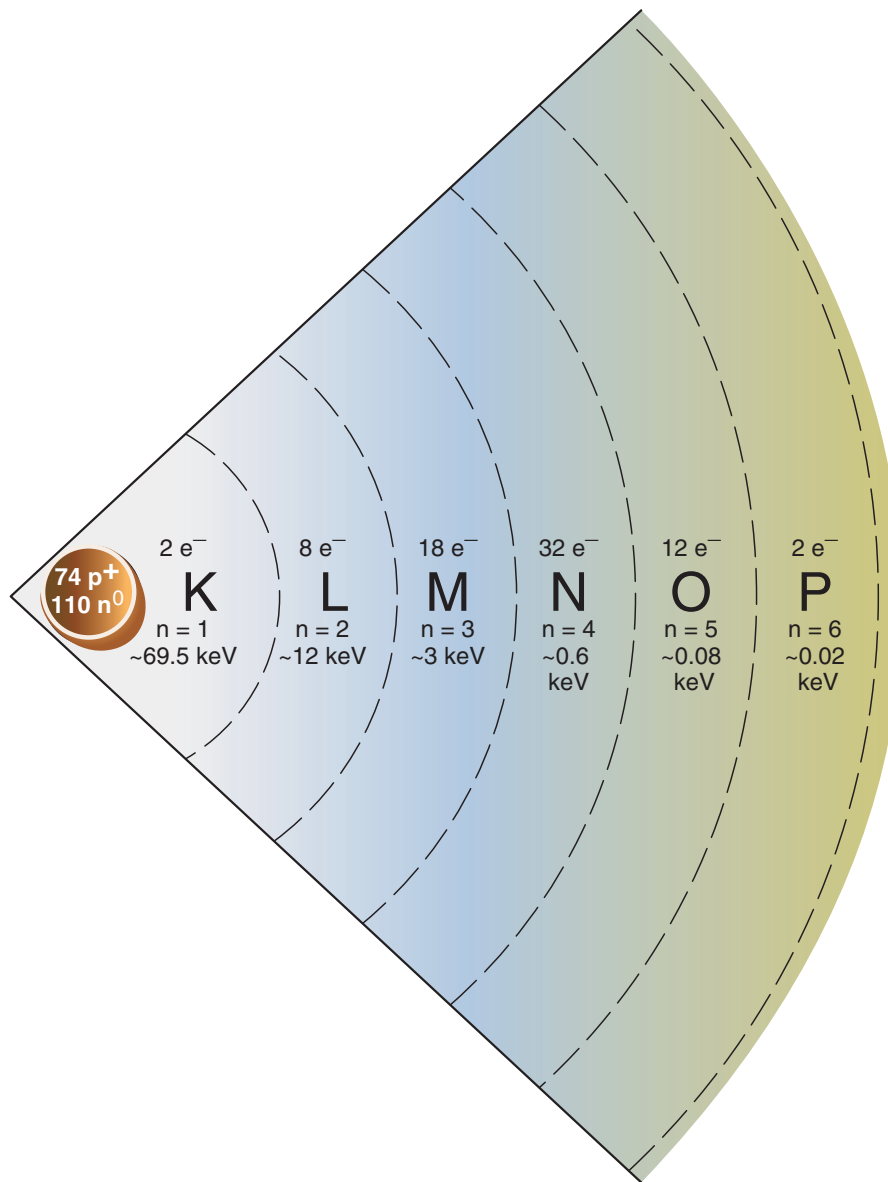 74 p+
110 n0
2 e–
K
n = 1
~69.5 keV
8 e–
L
n = 2
~12 keV
18 e–
M
n = 3
~3 keV
32 e–
N
n = 4
~0.6
keV
12 e–
O
n = 5
~0.08
keV
2 e–
P
n = 6
~0.02
keV